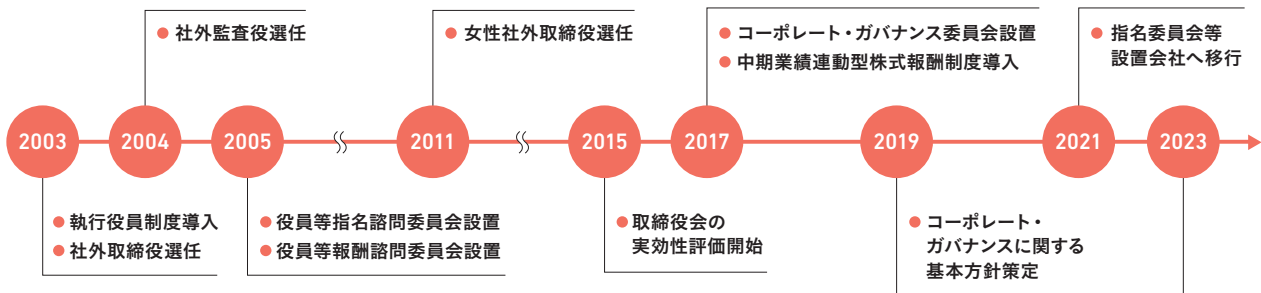 ● 社外監査役選任
● 女性社外取締役選任
● コーポレート・ガバナンス委員会設置
● 中期業績連動型株式報酬制度導入
● 指名委員会等
設置会社へ移行
2003
2004
2005
2011
2015
2017
2019
2021
2023
● 執行役員制度導入
● 社外取締役選任
● 役員等指名諮問委員会設置
● 役員等報酬諮問委員会設置
● 取締役会の
実効性評価開始
● コーポレート・
ガバナンスに関する
基本方針策定